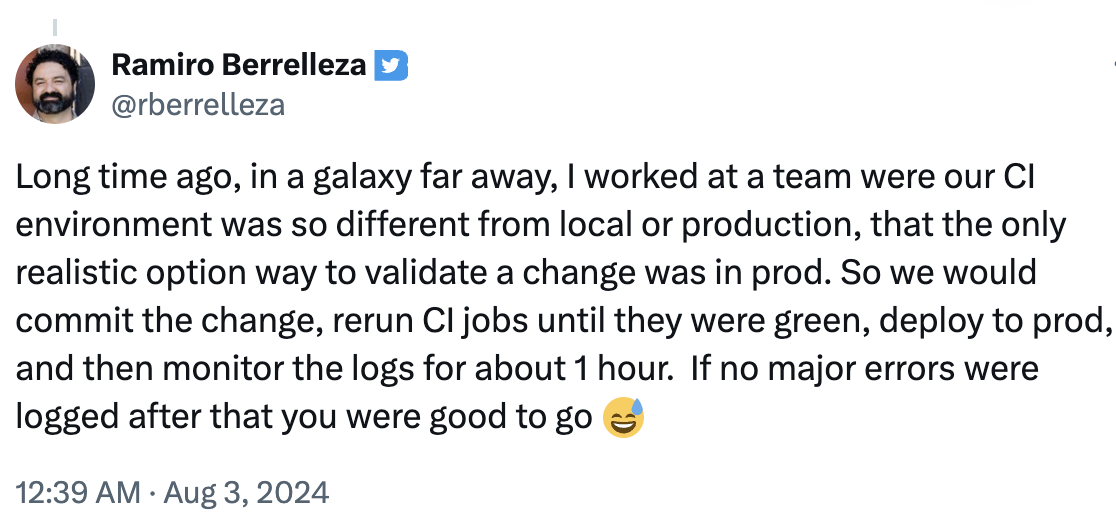 Ramiro Berrelleza
@rberrelleza
Long time ago, in a galaxy far away, I worked at a team were our CI
environment was so different from local or production, that the only
realistic option way to validate a change was in prod. So we would
commit the change, rerun CI jobs until they were green, deploy to prod,
and then monitor the logs for about 1 hour.  If no major errors were
logged after that you were good to go 😅
12:39 AM · Aug 3, 2024